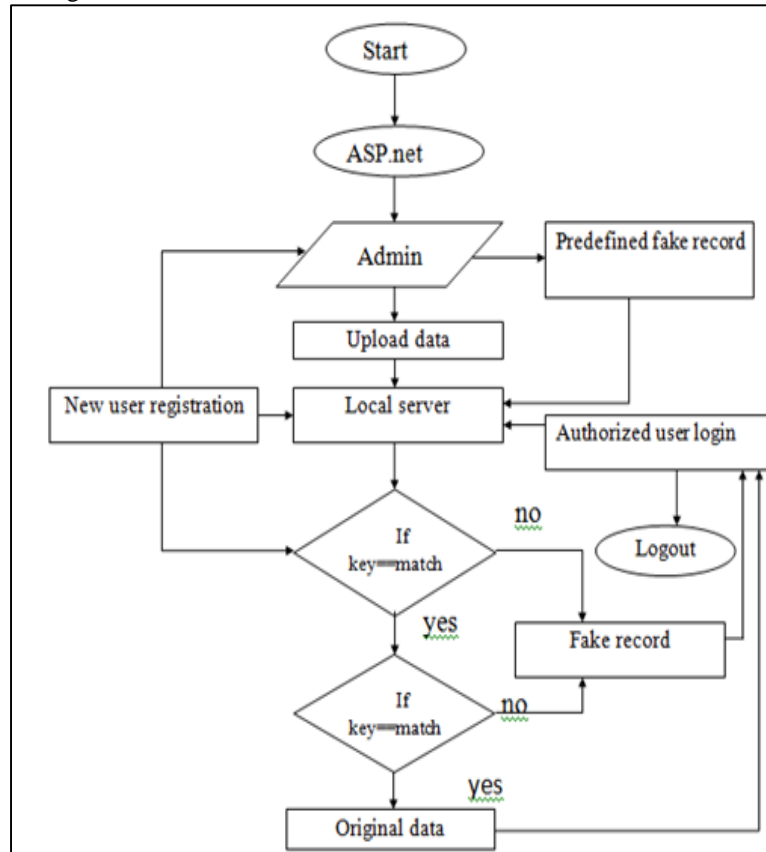 Start
ASP.net
Admin
Predefined fake record
Upload data
New user registration
Local server
Authorized user login
If
key==match
no
Logout
yes
Fake record
If
key==match
no
yes
Original data